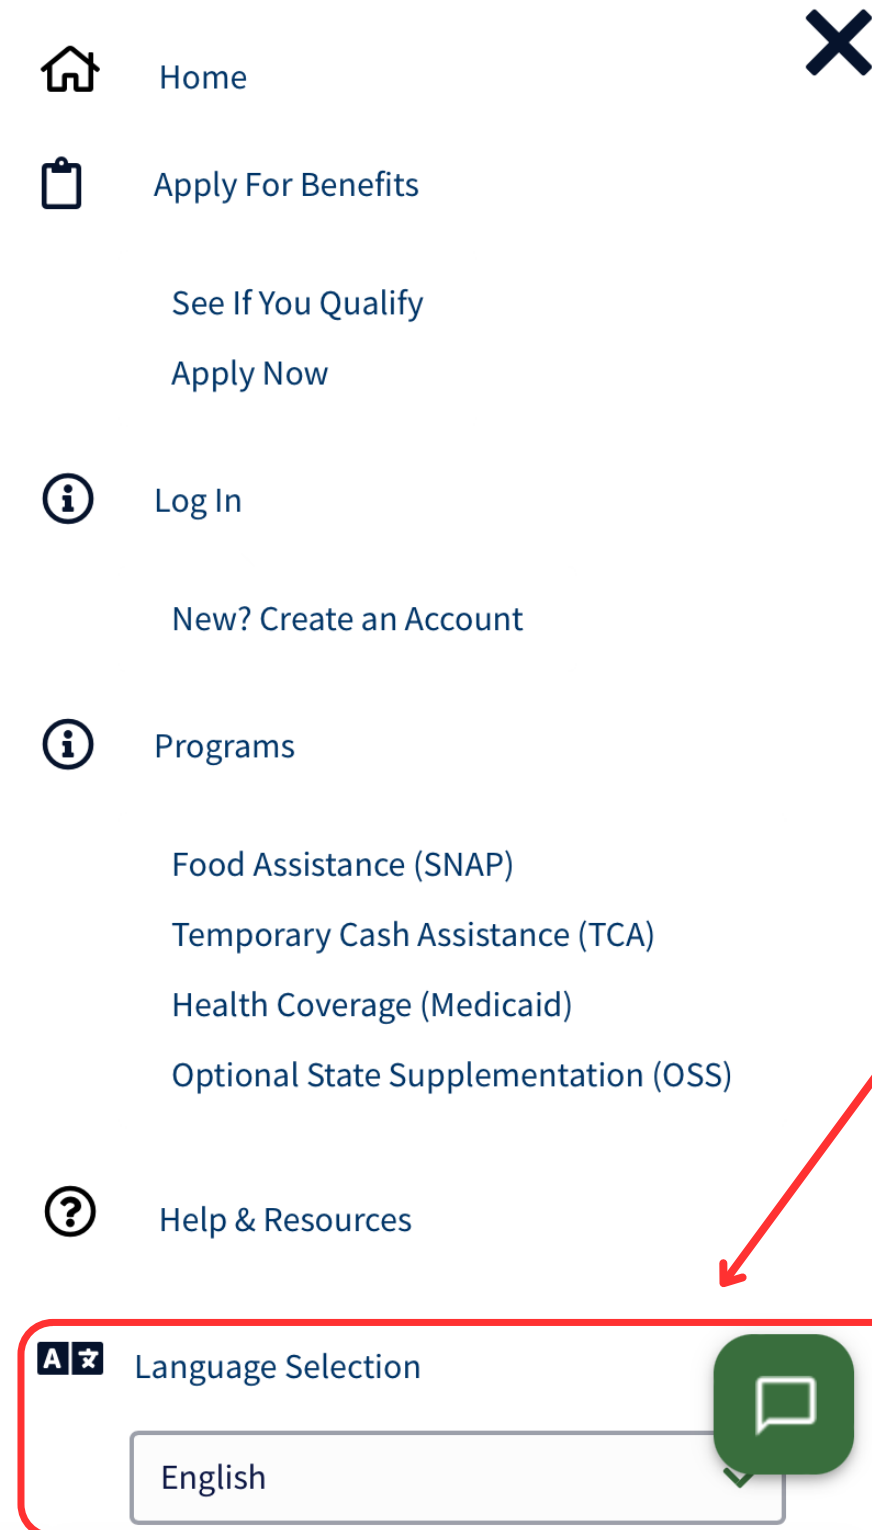 Home
Apply For Benefits
See If You Qualify
Apply Now
Log In
New? Create an Account
Programs
Food Assistance (SNAP)
Temporary Cash Assistance (TCA)
Health Coverage (Medicaid)
Optional State Supplementation (OSS)
Help & Resources
A 文 Language Selection
English